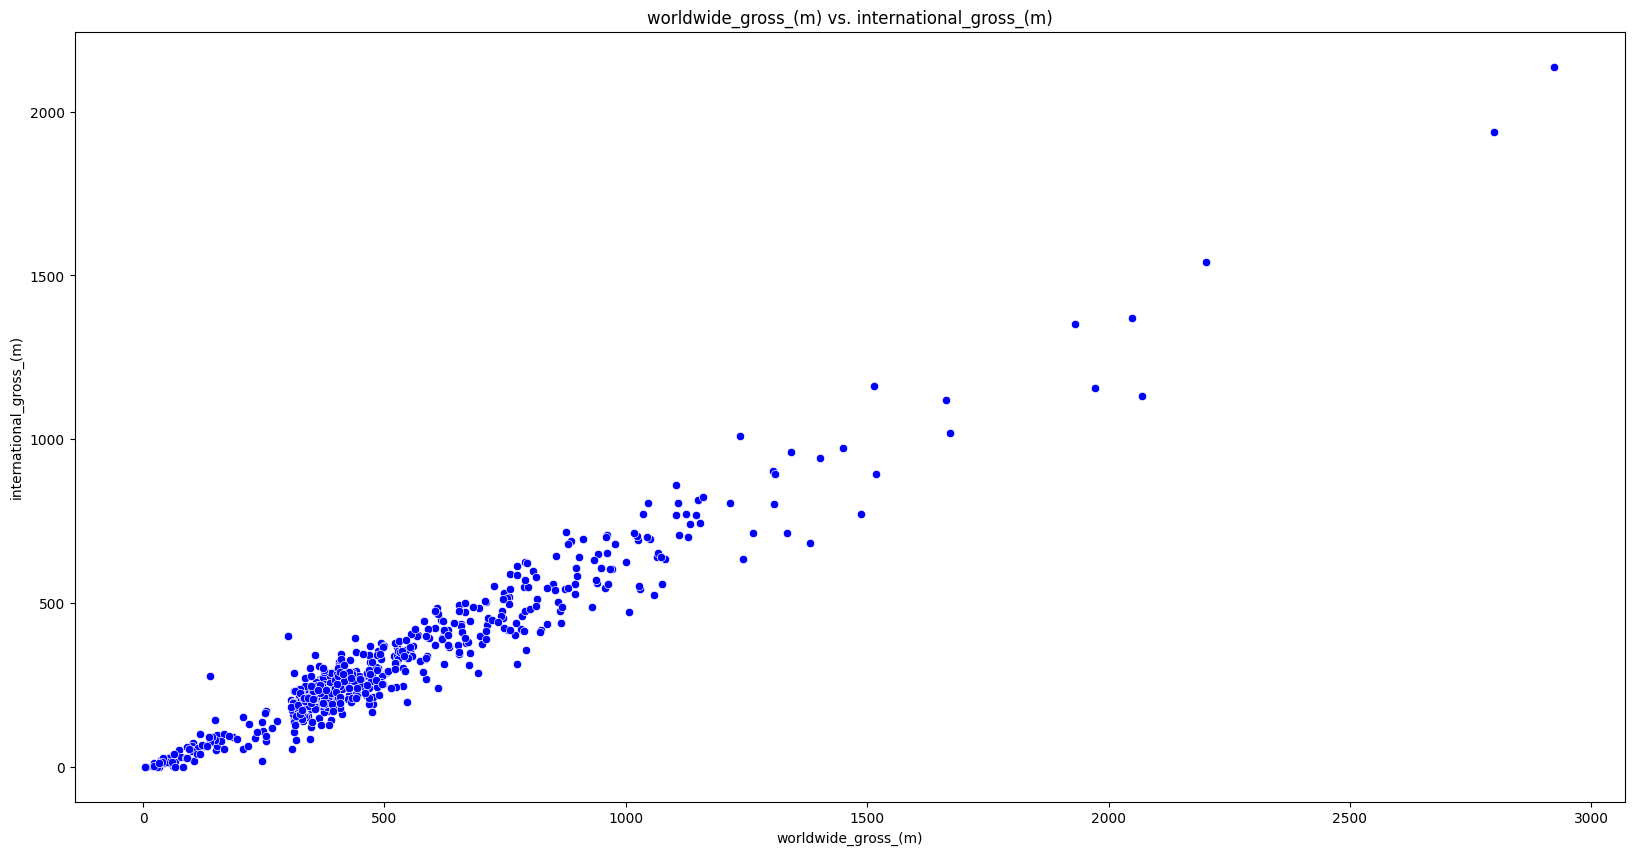 worldwide_gross_(m) vs. international_gross_(m)
2000
1500
1000
500
0
international_gross_(m)
0 500 1000 1500 2000 2500 3000
worldwide_gross_(m)